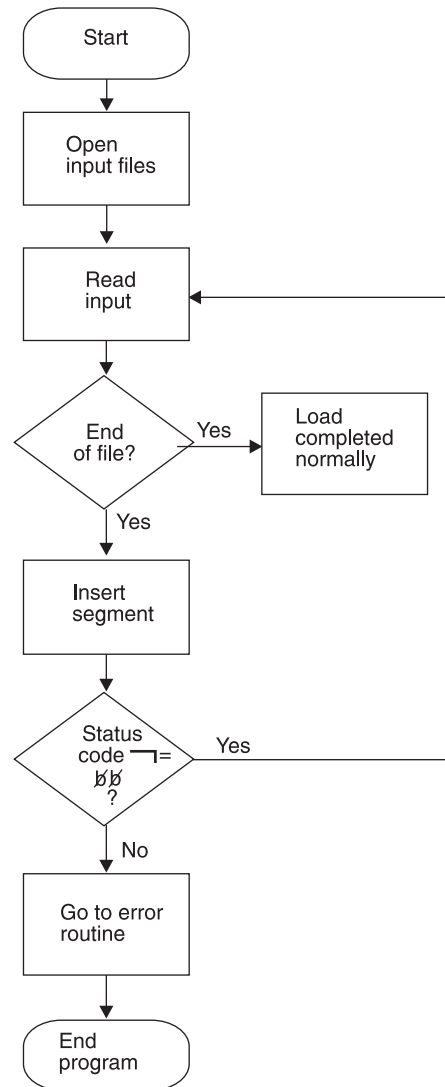 Start
Open
input files
Read
input
End
of file?
Yes
Load
completed
normally
Yes
Insert
segment
Status
code ¬=
b̸b̸
?
Yes
No
Go to error
routine
End
program